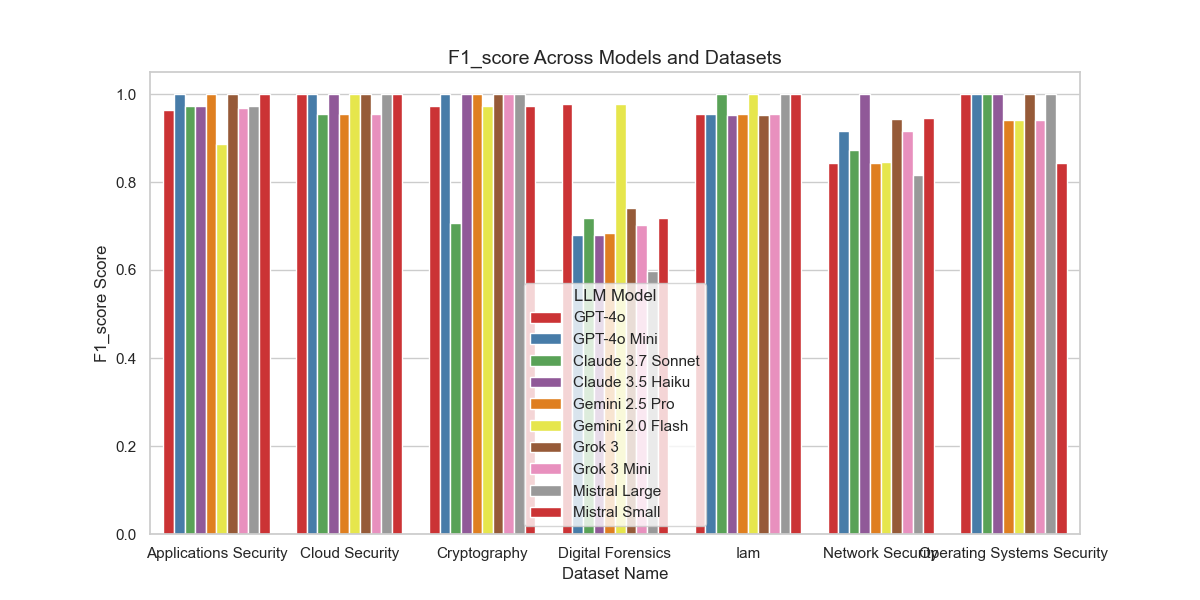 F1_score Across Models and Datasets
F1_score Score
1.0
0.8
0.6
0.4
0.2
0.0
LLM Model
GPT-4o
GPT-4o Mini
Claude 3.7 Sonnet
Claude 3.5 Haiku
Gemini 2.5 Pro
Gemini 2.0 Flash
Grok 3
Grok 3 Mini
Mistral Large
Mistral Small
Applications Security
Cloud Security
Cryptography
Digital Forensics
Iam
Network Security
Operating Systems Security
Dataset Name